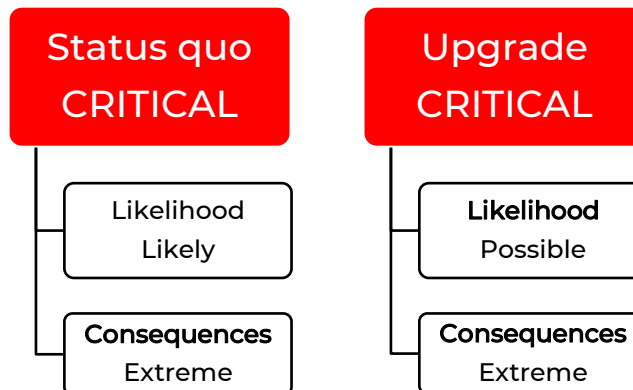 Status quo
CRITICAL
Likelihood
Likely
Consequences
Extreme
Upgrade
CRITICAL
Likelihood
Possible
Consequences
Extreme